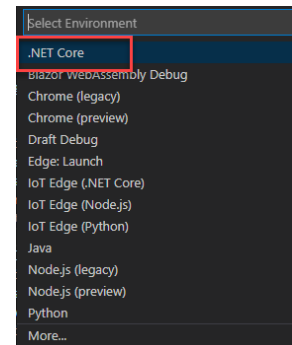 Select Environment
.NET Core
Blazor WebAssembly Debug
Chrome (legacy)
Chrome (preview)
Draft Debug
Edge: Launch
IoT Edge (.NET Core)
IoT Edge (Node.js)
IoT Edge (Python)
Java
Node.js (legacy)
Node.js (preview)
Python
More...